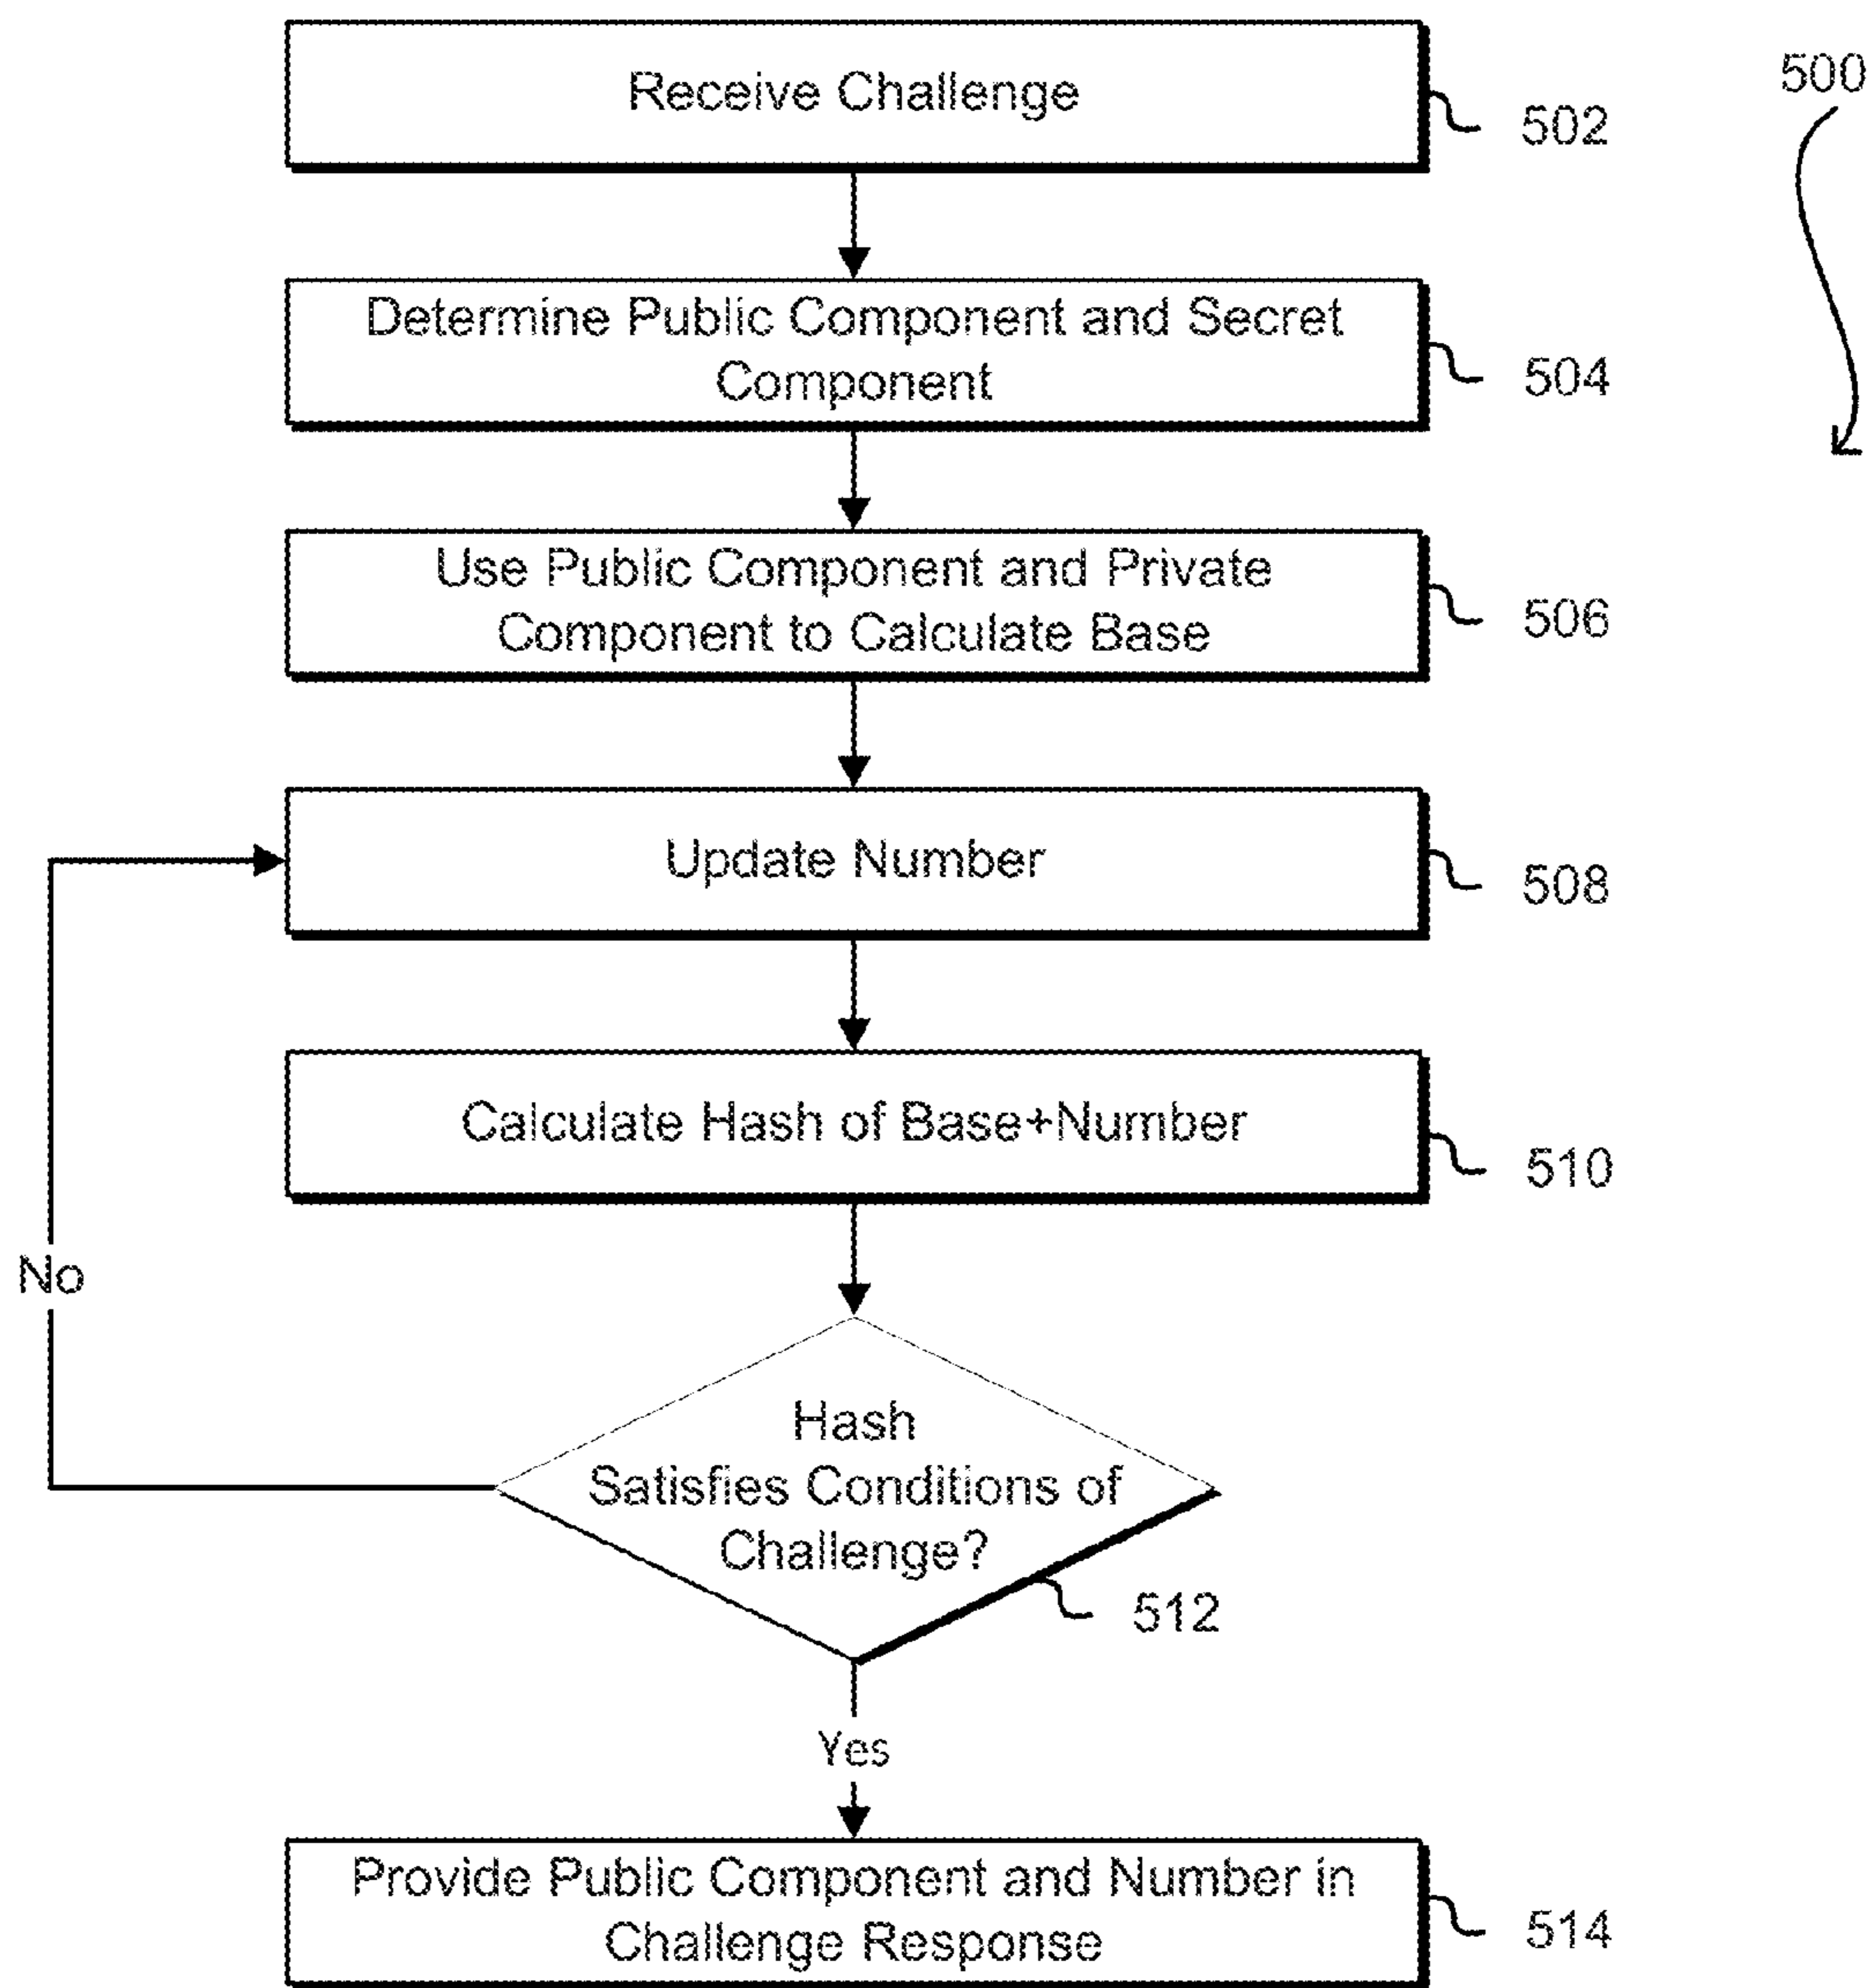 Receive Challenge
502
500
Determine Public Component and Secret
Component
504
Use Public Component and Private
Component to Calculate Base
506
Update Number
508
Calculate Hash of Base+Number
510
No
Hash
Satisfies Conditions of
Challenge?
512
Yes
Provide Public Component and Number in
Challenge Response
514